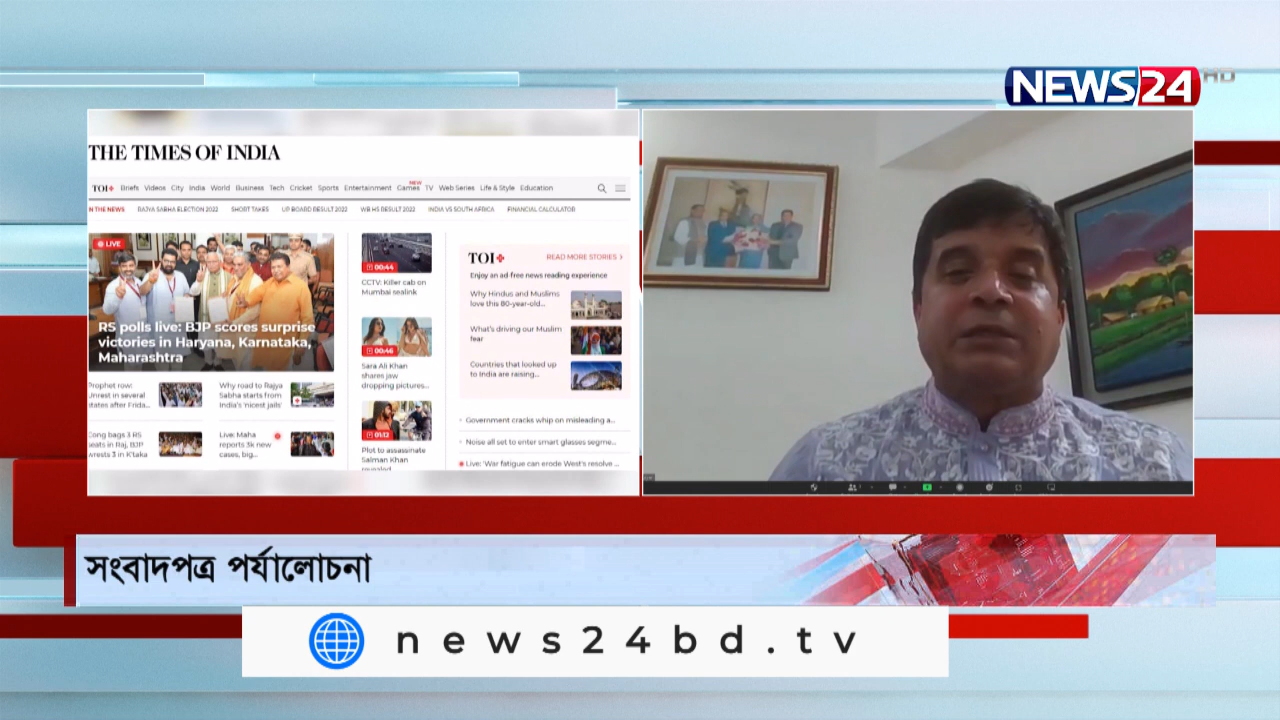 NEWS24 HD
THE TIMES OF INDIA
TOI+ Briefs Videos City India World Business Tech Cricket Sports Entertainment Games NEW TV Web Series Life & Style Education
IN THE NEWS RAJYA SABHA ELECTION 2022 SHORT TAKES UP BOARD RESULT 2022 WB HS RESULT 2022 INDIA VS SOUTH AFRICA FINANCIAL CALCULATOR
LIVE
RS polls live: BJP scores surprise
victories in Haryana, Karnataka,
Maharashtra
Prophet row:
Unrest in several
states after Frida...
Why road to Rajya
Sabha starts from
India's 'nicest jails'
Cong bags 3 RS
seats in Raj, BJP
wrests 3 in K'taka
Live: Maha
reports 3k new
cases, big...
00:44
CCTV: Killer cab on
Mumbai sealink
00:46
Sara Ali Khan
shares jaw
dropping pictures...
01:12
Plot to assassinate
Salman Khan
revealed
TOI+
READ MORE STORIES >
Enjoy an ad-free news reading experience
Why Hindus and Muslims
love this 80-year-old...
What's driving our Muslim
fear
Countries that looked up
to India are raising...
Government cracks whip on misleading a...
Noise all set to enter smart glasses segme...
Live: 'War fatigue can erode West's resolve ...
সংবাদপত্র পর্যালোচনা
news24bd.tv